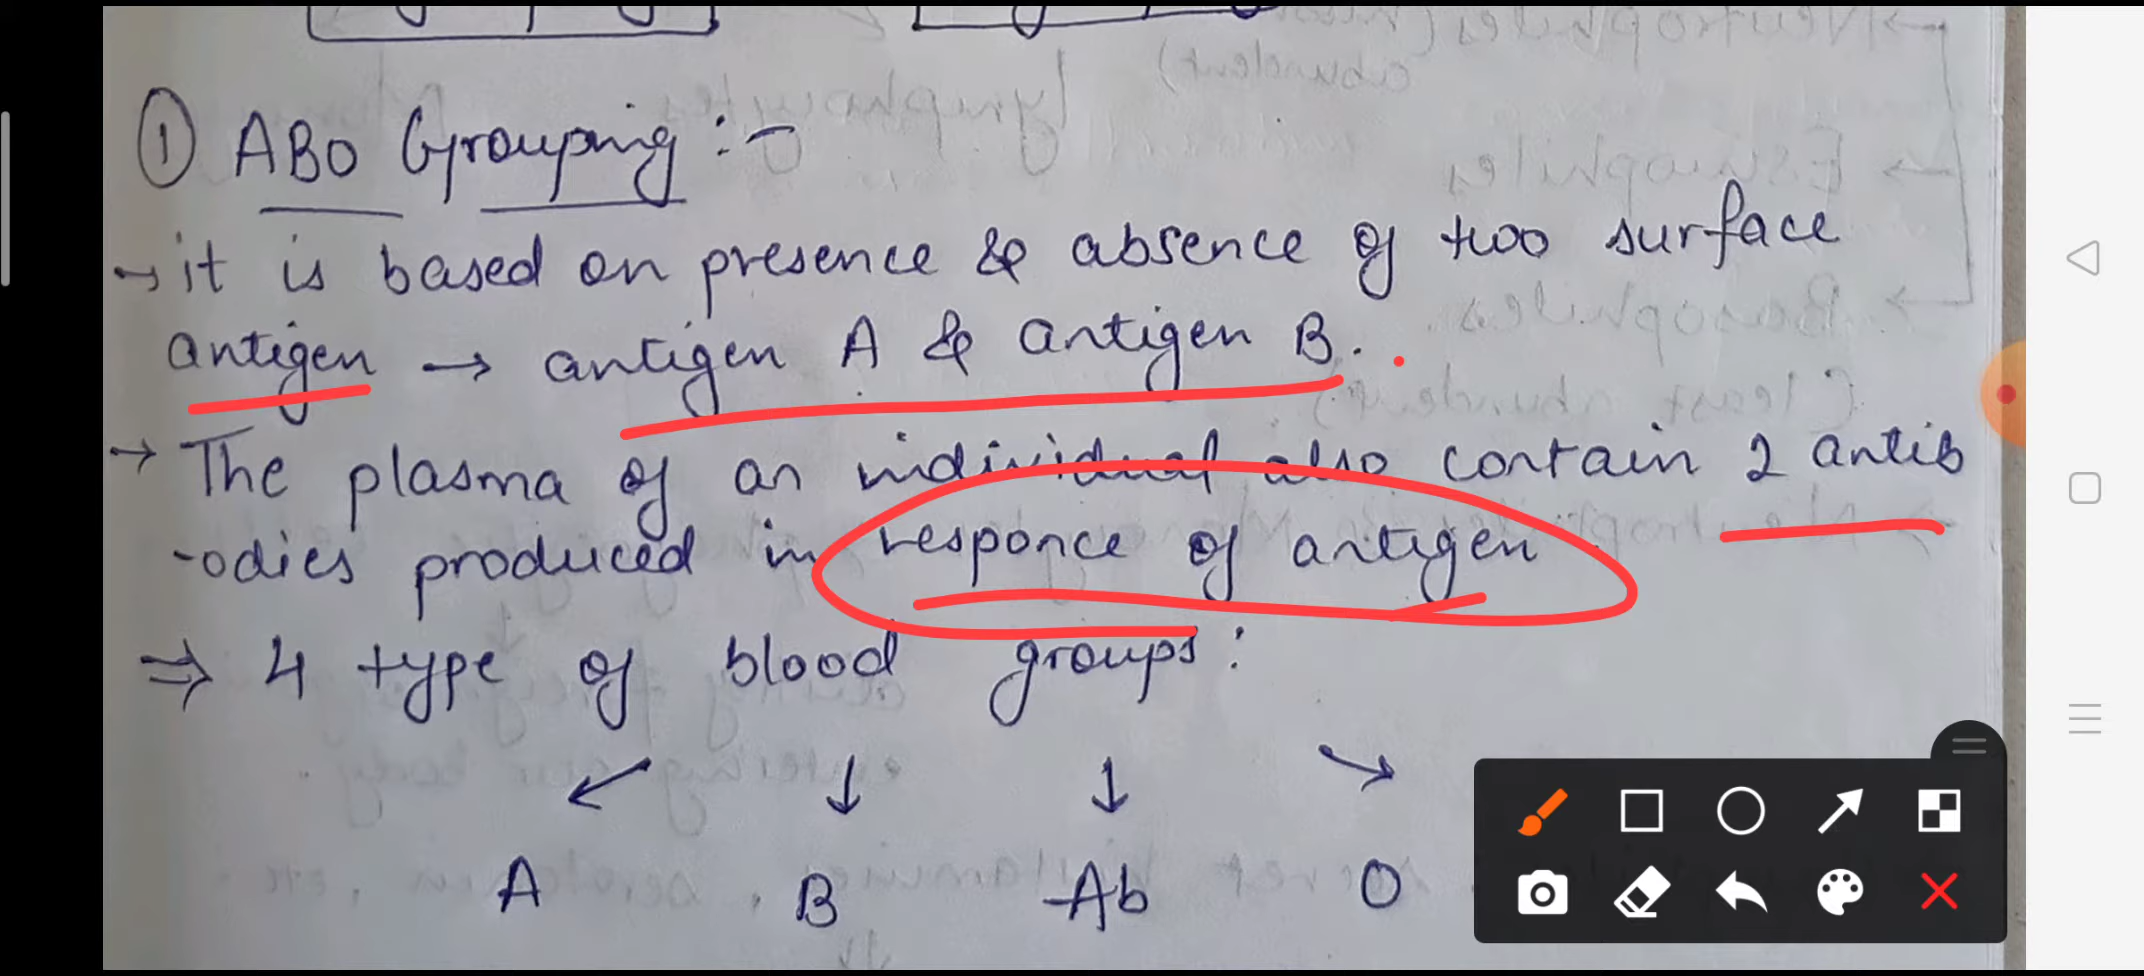 ① ABO Grouping :-
→ it is based on presence & absence of two surface
antigen → antigen A & antigen B.
→ The plasma of an individual also contain 2 antib
-odies produced in responce of antigen
⇒ 4 type of blood groups :
↙ ↓ ↓ ↘
A B Ab O